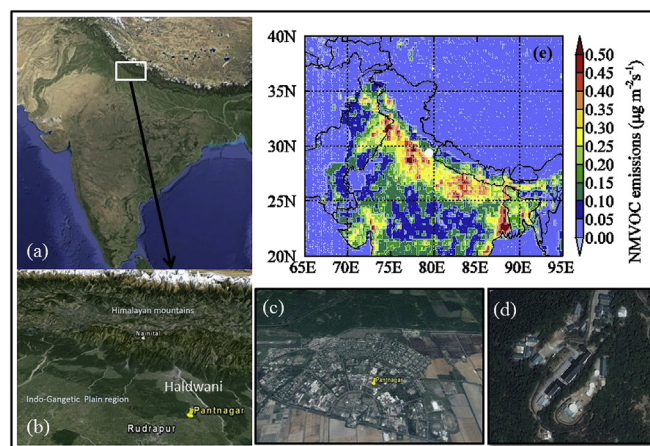 (a)
(e)
40N
35N
30N
25N
20N
65E 70E 75E 80E 85E 90E 95E
0.50
0.45
0.40
0.35
0.30
0.25
0.20
0.15
0.10
0.05
0.00
NMVOC emissions (µg m⁻²s⁻¹)
Himalayan mountains
Nainital
Haldwani
Indo-Gangetic Plain region
Pantnagar
(b)
Rudrapur
(c)
Pantnagar
(d)